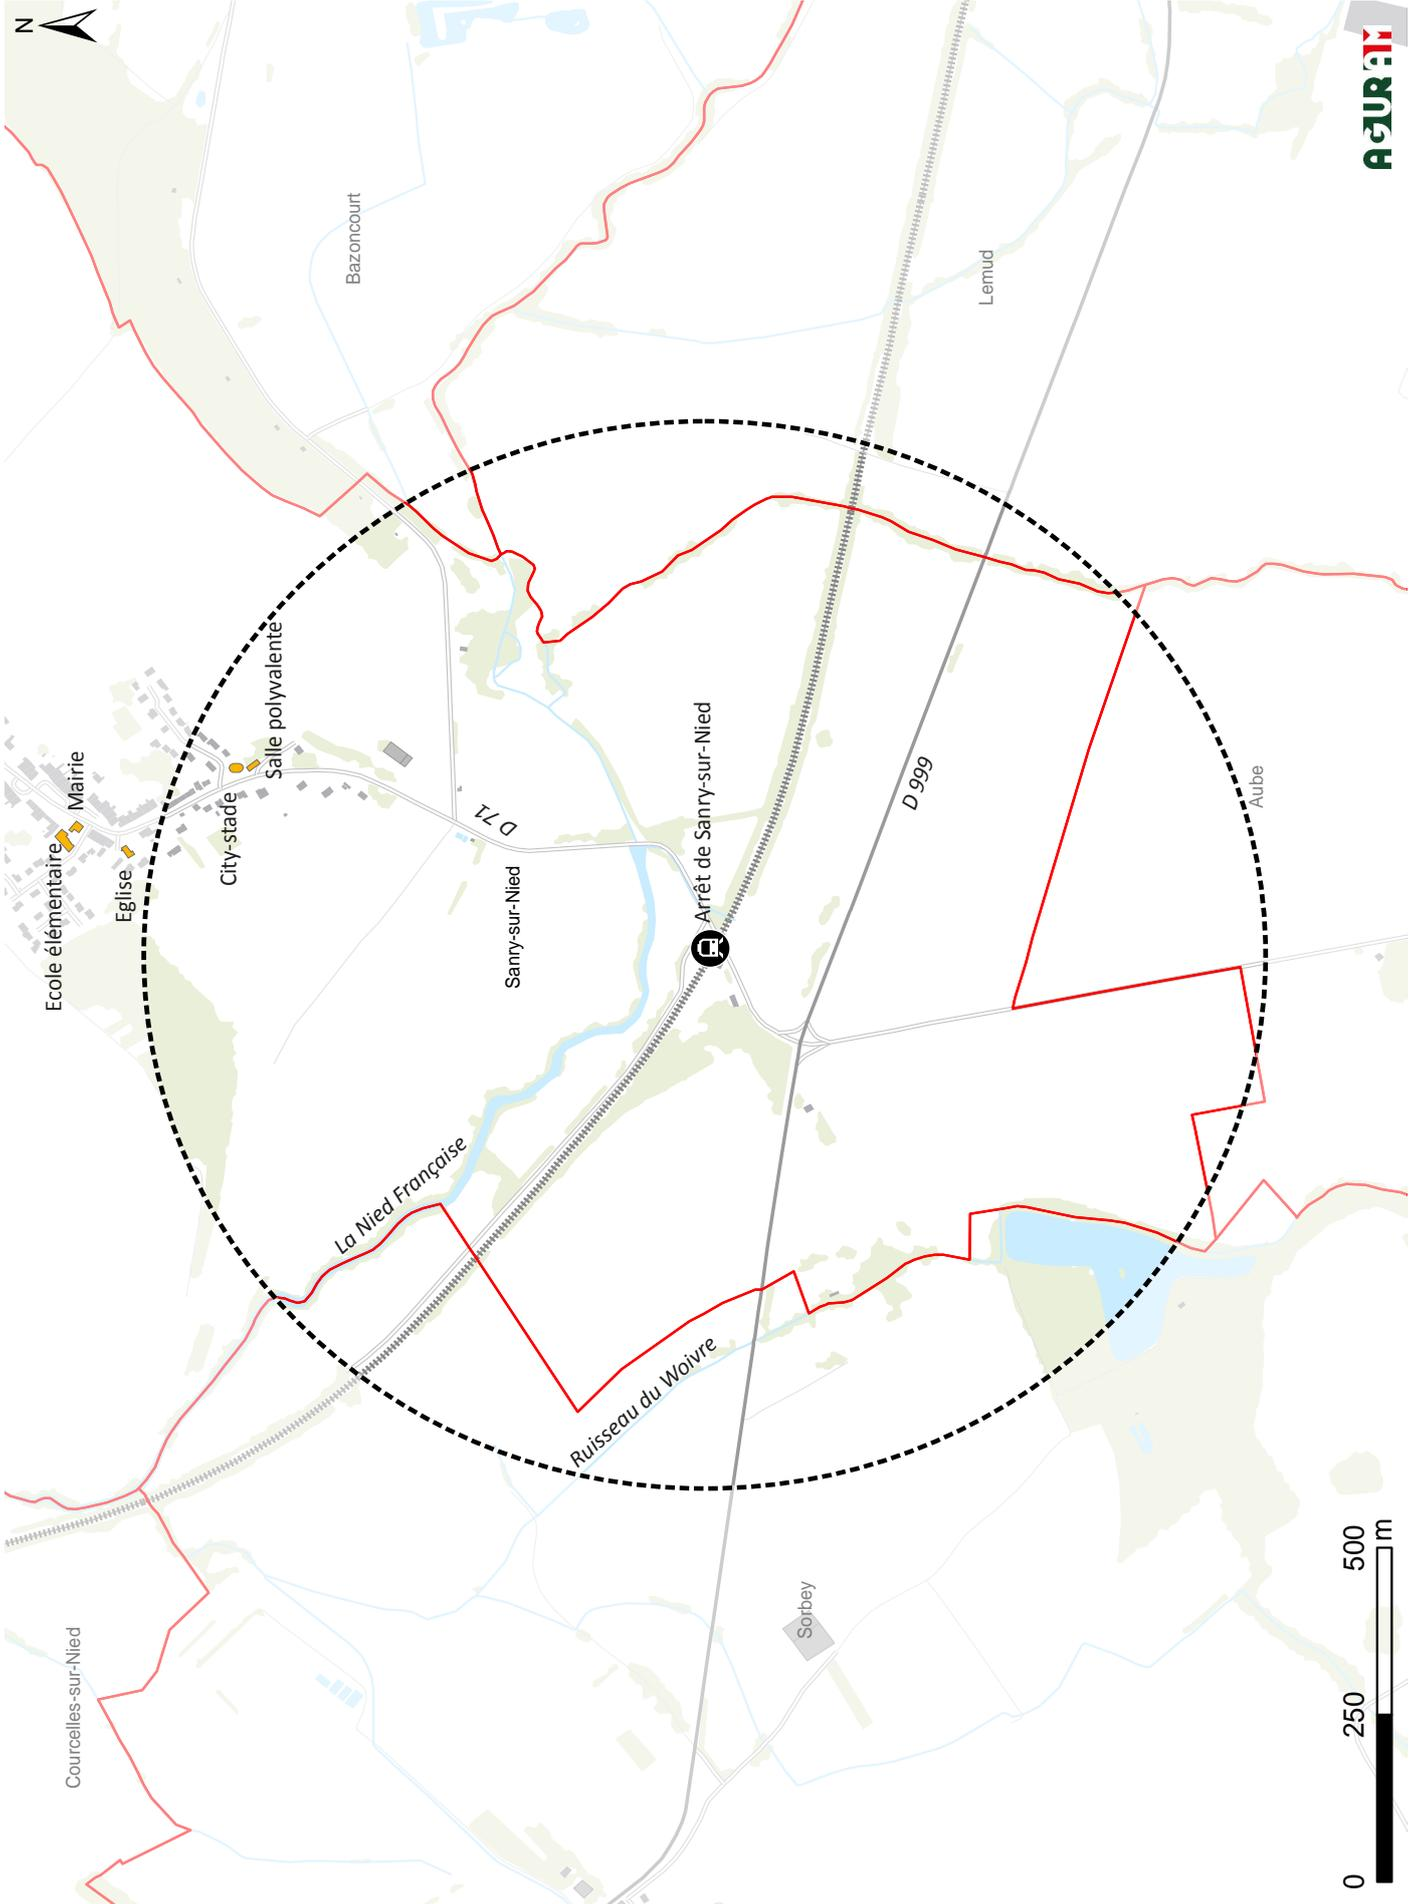 N
Ecole élémentaire
Mairie
Eglise
City-stade
Salle polyvalente
Courcelles-sur-Nied
Bazoncourt
La Nied Française
D 71
Sanry-sur-Nied
Arrêt de Sanry-sur-Nied
Ruisseau du Woivre
D 999
Sorbey
Lemud
Aube
0
250
500
m
AGURAM